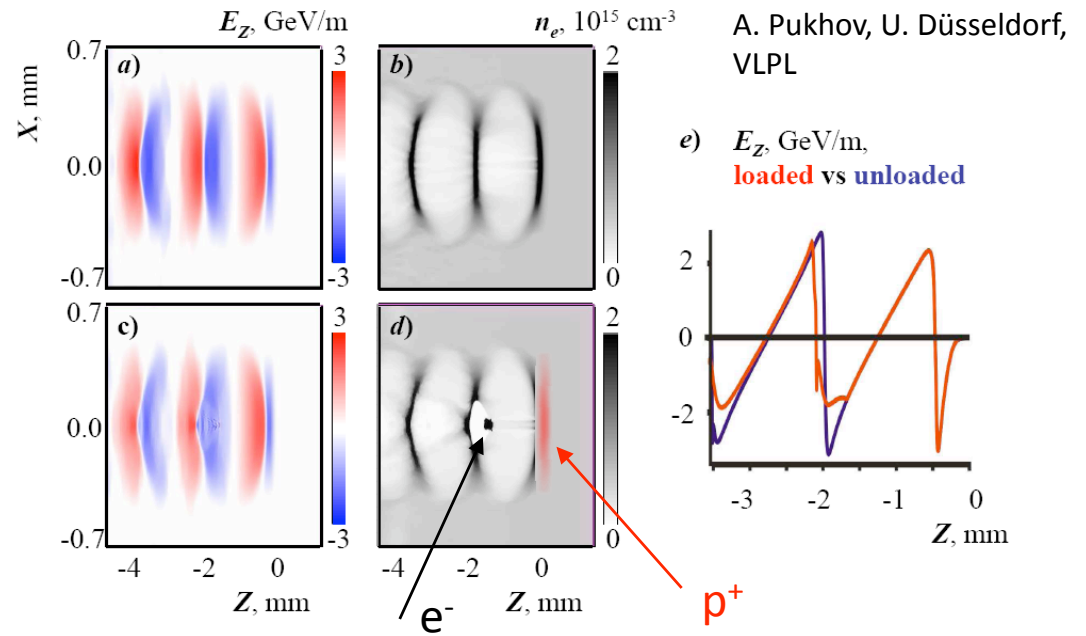 E_Z, GeV/m
n_e, 10^15 cm^-3
A. Pukhov, U. Düsseldorf,
VLPL
0.7
a)
3
b)
2
X, mm
0.0
-0.7
-3
0
e) E_Z, GeV/m,
loaded vs unloaded
2
0
-2
-3 -2 -1 0
Z, mm
0.7
c)
3
d)
2
0.0
-0.7
-3
0
-4 -2 0
Z, mm
-4 -2 0
Z, mm
e-
p+